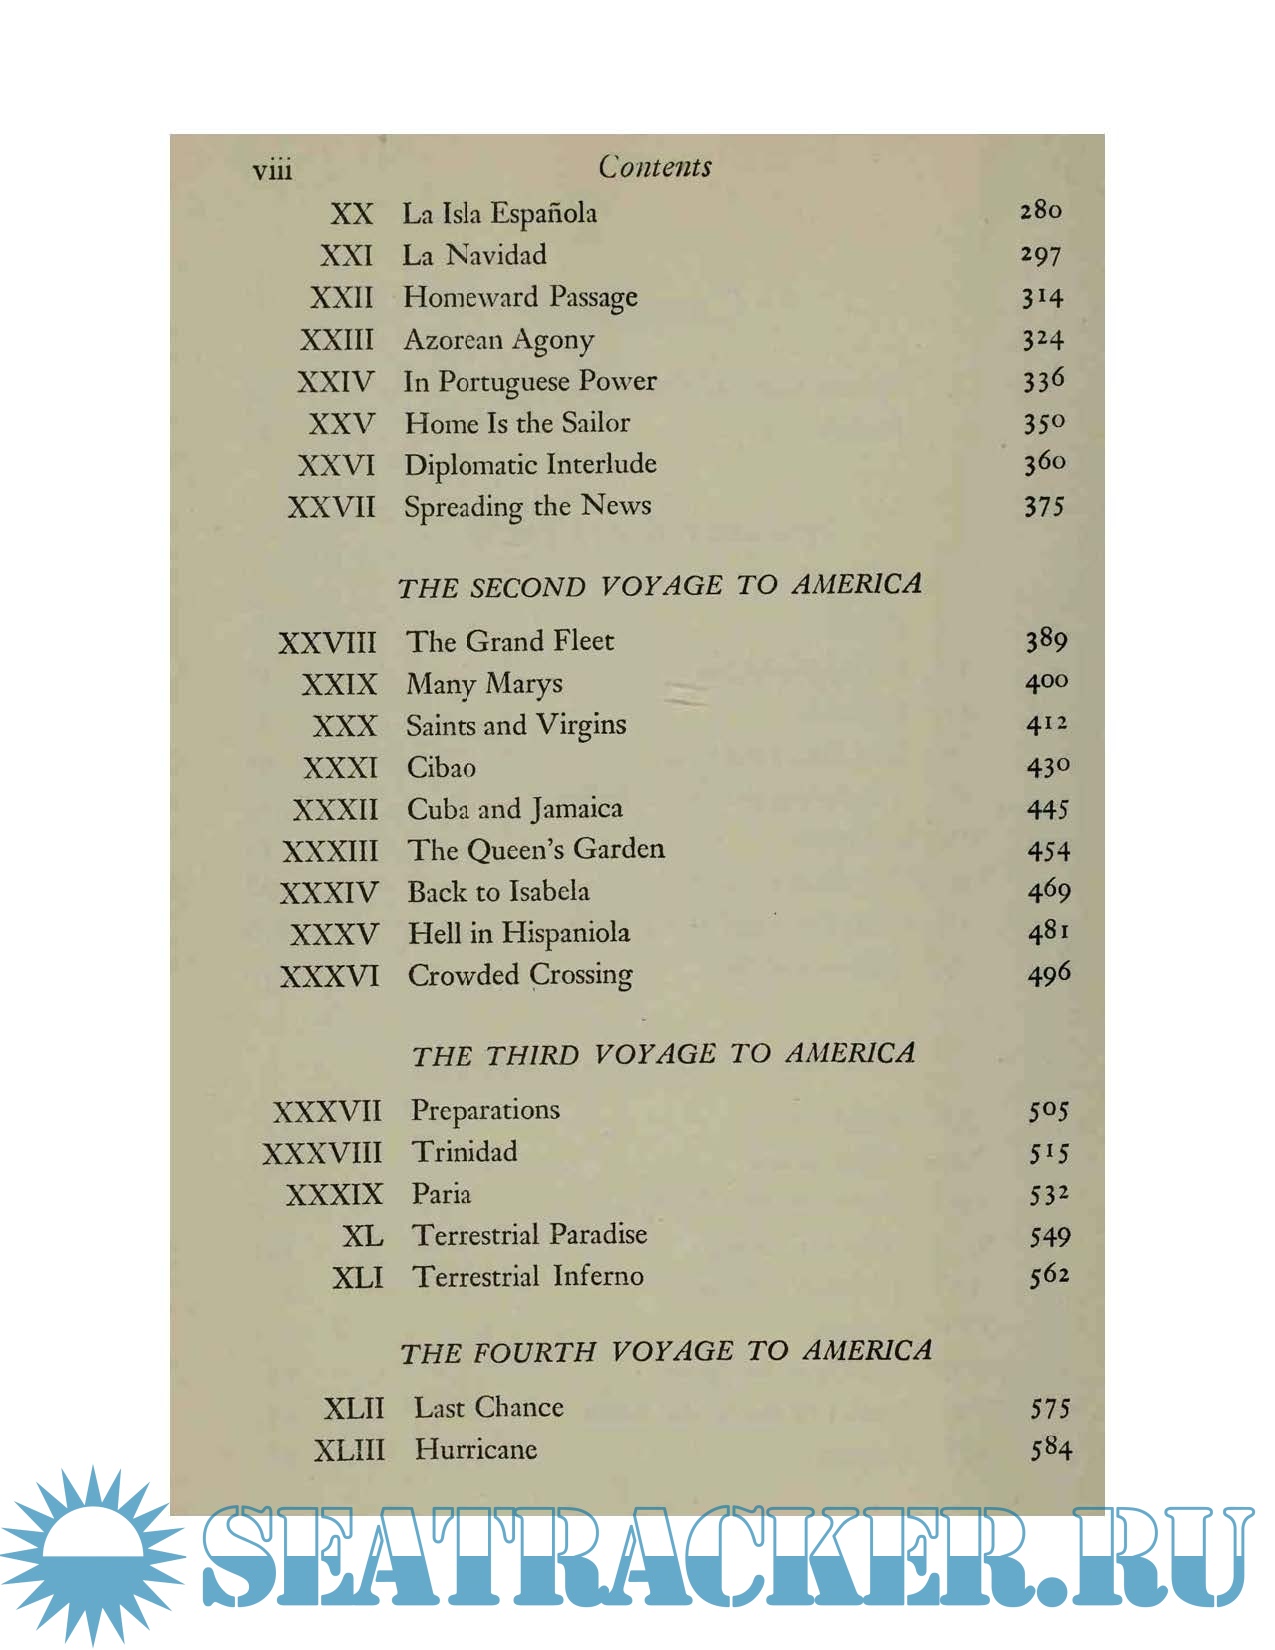 viii Contents
XX La Isla Española 280
XXI La Navidad 297
XXII Homeward Passage 314
XXIII Azorean Agony 324
XXIV In Portuguese Power 336
XXV Home Is the Sailor 350
XXVI Diplomatic Interlude 360
XXVII Spreading the News 375
THE SECOND VOYAGE TO AMERICA
XXVIII The Grand Fleet 389
XXIX Many Marys 400
XXX Saints and Virgins 412
XXXI Cibao 430
XXXII Cuba and Jamaica 445
XXXIII The Queen's Garden 454
XXXIV Back to Isabela 469
XXXV Hell in Hispaniola 481
XXXVI Crowded Crossing 496
THE THIRD VOYAGE TO AMERICA
XXXVII Preparations 505
XXXVIII Trinidad 515
XXXIX Paria 532
XL Terrestrial Paradise 549
XLI Terrestrial Inferno 562
THE FOURTH VOYAGE TO AMERICA
XLII Last Chance 575
XLIII Hurricane 584
SEATRACKER.RU